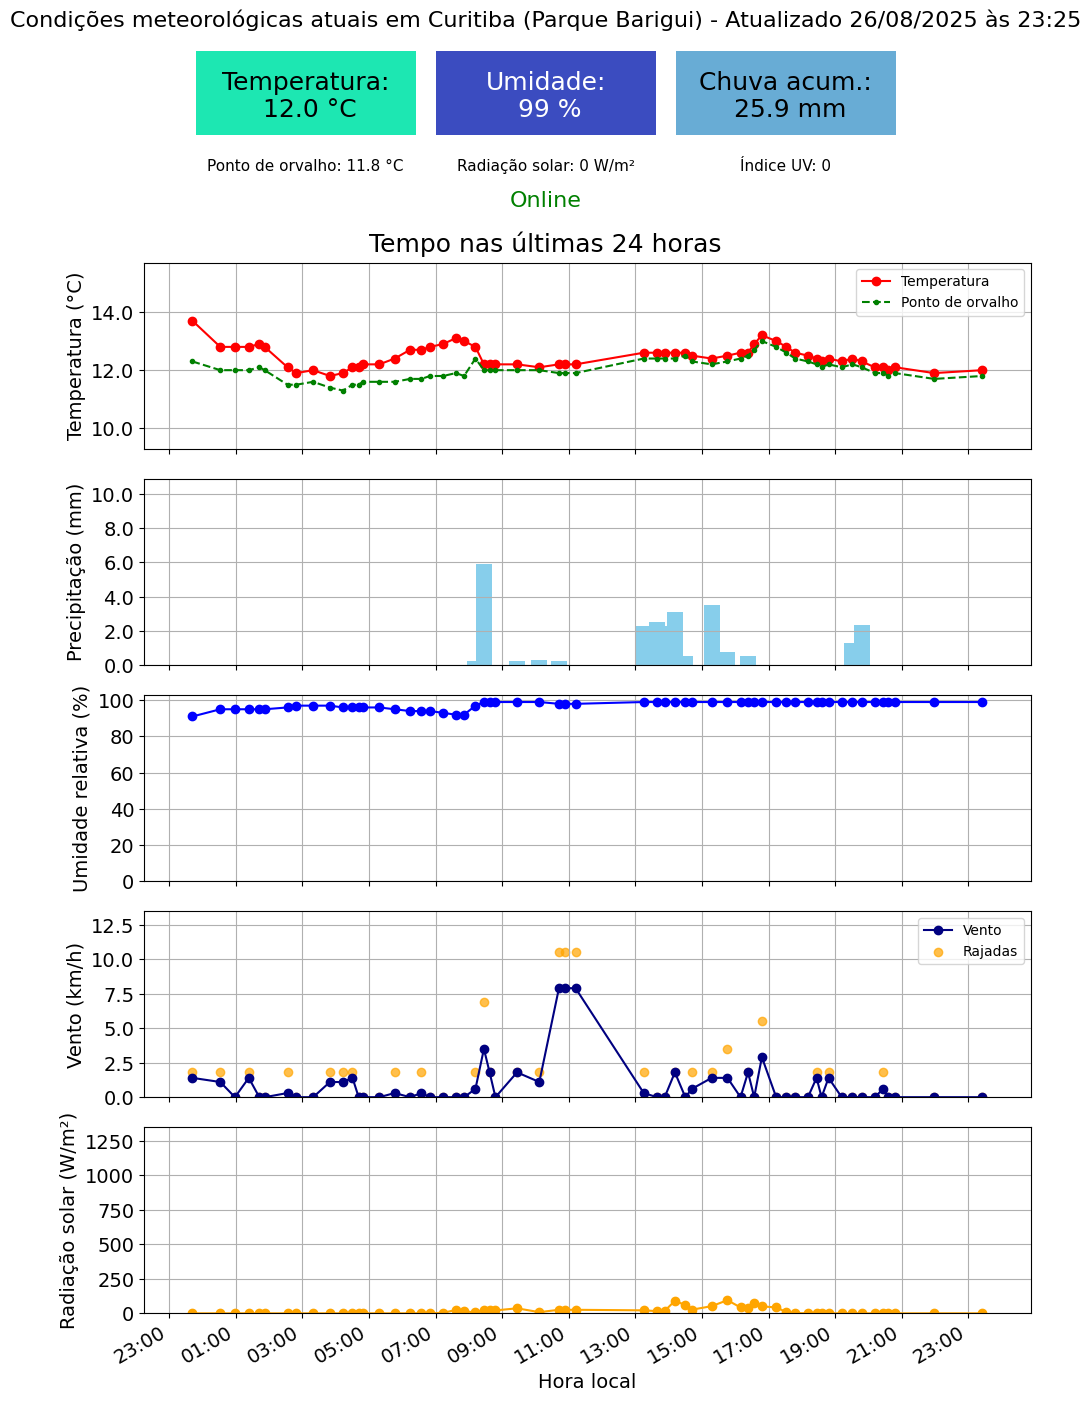 Condições meteorológicas atuais em Curitiba (Parque Barigui) - Atualizado 26/08/2025 às 23:25
Temperatura:
12.0 °C
Umidade:
99 %
Chuva acum.:
25.9 mm
Ponto de orvalho: 11.8 °C
Radiação solar: 0 W/m²
Índice UV: 0
Online
Tempo nas últimas 24 horas
Temperatura (°C)
14.0
12.0
10.0
Temperatura
Ponto de orvalho
Precipitação (mm)
10.0
8.0
6.0
4.0
2.0
0.0
Umidade relativa (%)
100
80
60
40
20
0
Vento (km/h)
12.5
10.0
7.5
5.0
2.5
0.0
Vento
Rajadas
Radiação solar (W/m²)
1250
1000
750
500
250
0
23:00
01:00
03:00
05:00
07:00
09:00
11:00
13:00
15:00
17:00
19:00
21:00
23:00
Hora local